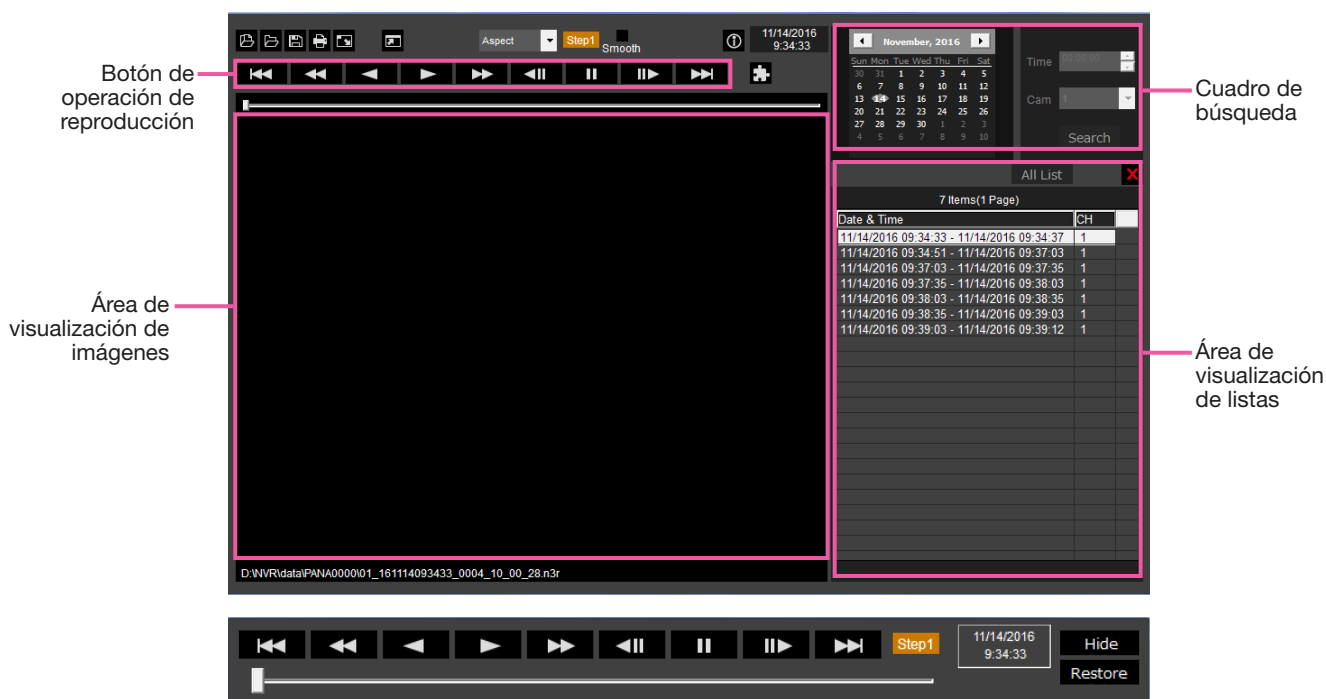 Botón de
operación de
reproducción
Aspect
Step1
Smooth
11/14/2016
9:34:33
November, 2016
Sun Mon Tue Wed Thu Fri Sat
30 31 1 2 3 4 5
6 7 8 9 10 11 12
13 14 15 16 17 18 19
20 21 22 23 24 25 26
27 28 29 30 1 2 3
4 5 6 7 8 9 10
Time 00:00:00
Cam 1
Search
Cuadro de
búsqueda
All List
X
7 Items(1 Page)
Date & Time CH
11/14/2016 09:34:33 - 11/14/2016 09:34:37 1
11/14/2016 09:34:51 - 11/14/2016 09:37:03 1
11/14/2016 09:37:03 - 11/14/2016 09:37:35 1
11/14/2016 09:37:35 - 11/14/2016 09:38:03 1
11/14/2016 09:38:03 - 11/14/2016 09:38:35 1
11/14/2016 09:38:35 - 11/14/2016 09:39:03 1
11/14/2016 09:39:03 - 11/14/2016 09:39:12 1
Área de
visualización de
imágenes
Área de
visualización
de listas
D:\NVR\data\PANA0000\01_161114093433_0004_10_00_28.n3r
Step1
11/14/2016
9:34:33
Hide
Restore